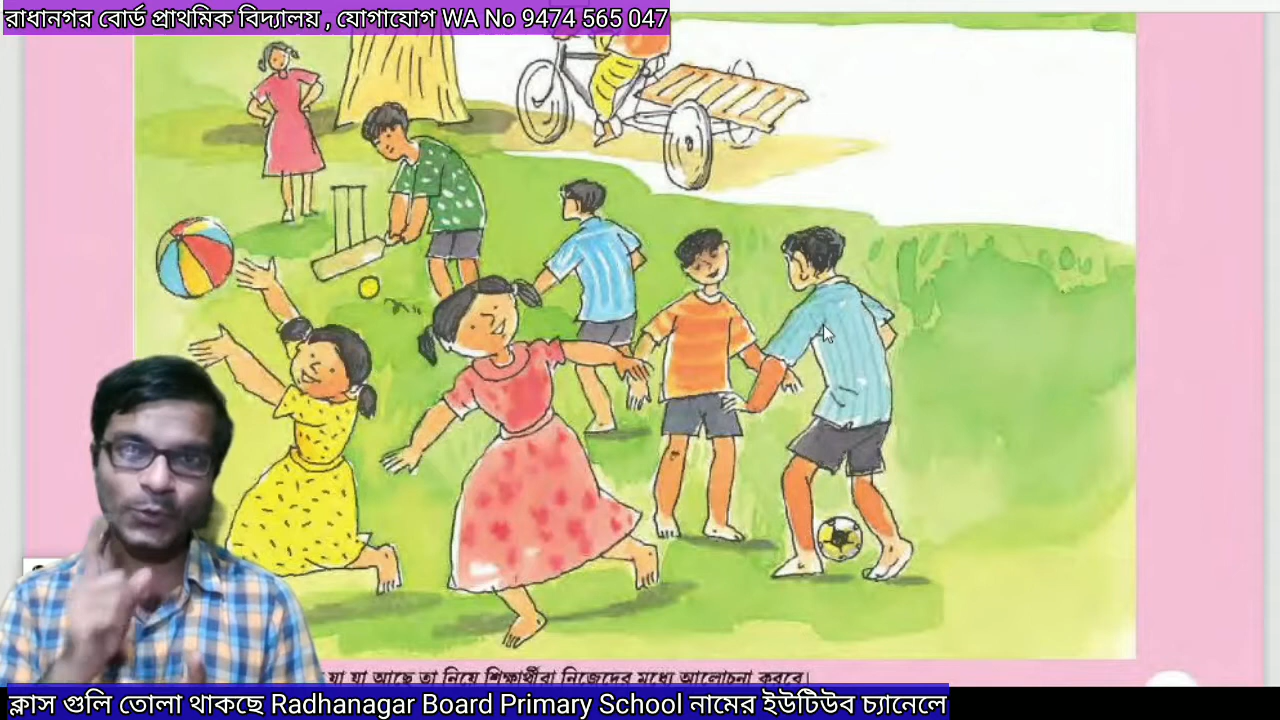 রাধানগর বোর্ড প্রাথমিক বিদ্যালয় , যোগাযোগ WA No 9474 565 047
যা যা আছে তা নিয়ে শিক্ষার্থীরা নিজেদের মধ্যে আলোচনা করবে।
ক্লাস গুলি তোলা থাকছে Radhanagar Board Primary School নামের ইউটিউব চ্যানেলে